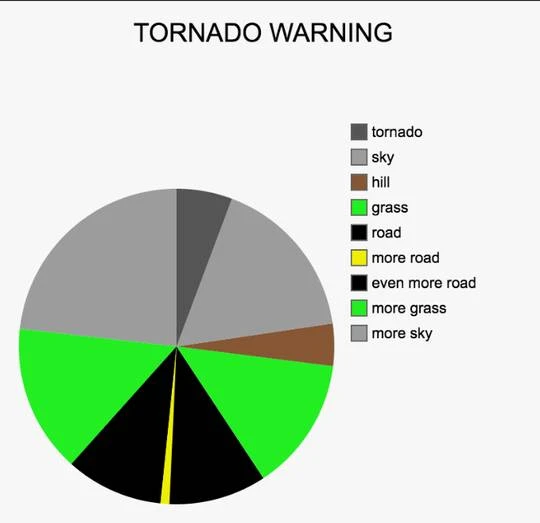 TORNADO WARNING
tornado
sky
hill
grass
road
more road
even more road
more grass
more sky